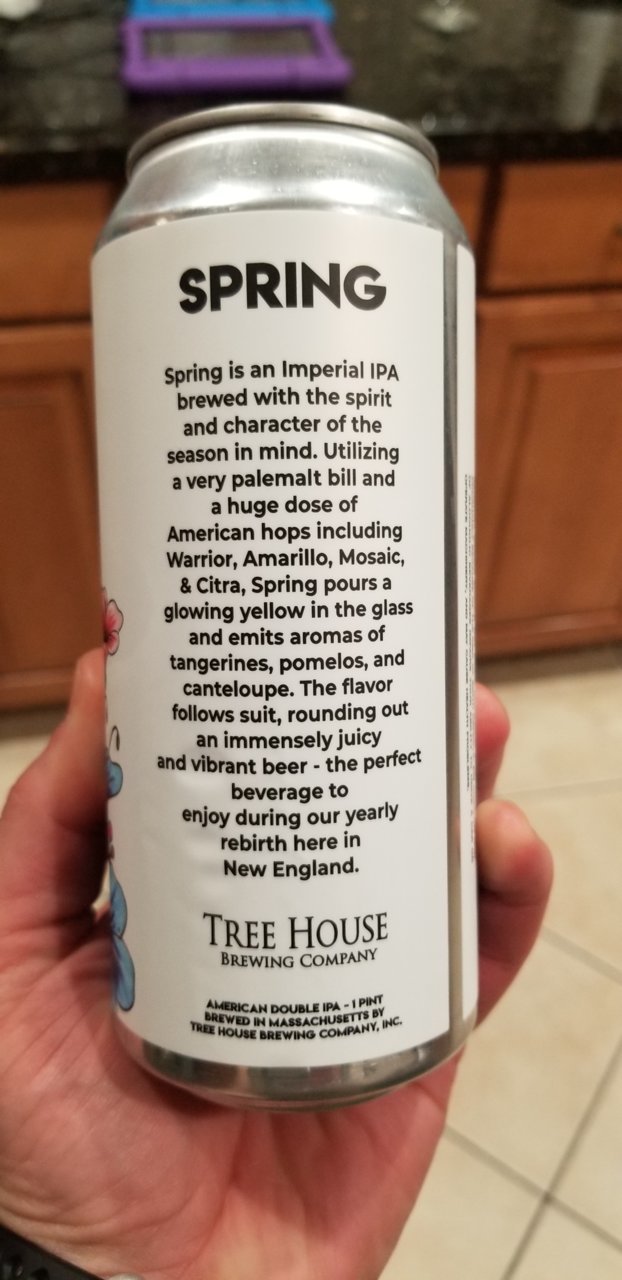 SPRING
Spring is an Imperial IPA
brewed with the spirit
and character of the
season in mind. Utilizing
a very palemalt bill and
a huge dose of
American hops including
Warrior, Amarillo, Mosaic,
& Citra, Spring pours a
glowing yellow in the glass
and emits aromas of
tangerines, pomelos, and
canteloupe. The flavor
follows suit, rounding out
an immensely juicy
and vibrant beer - the perfect
beverage to
enjoy during our yearly
rebirth here in
New England.
TREE HOUSE
BREWING COMPANY
AMERICAN DOUBLE IPA - 1 PINT
BREWED IN MASSACHUSETTS BY
TREE HOUSE BREWING COMPANY, INC.